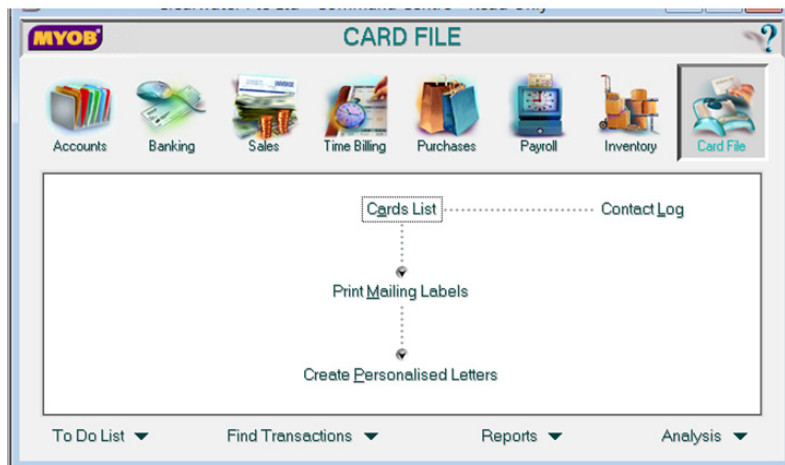 MYOB
CARD FILE
?
Accounts Banking Sales Time Billing Purchases Payroll Inventory Card File
Cards List Contact Log
Print Mailing Labels
Create Personalised Letters
To Do List Find Transactions Reports Analysis